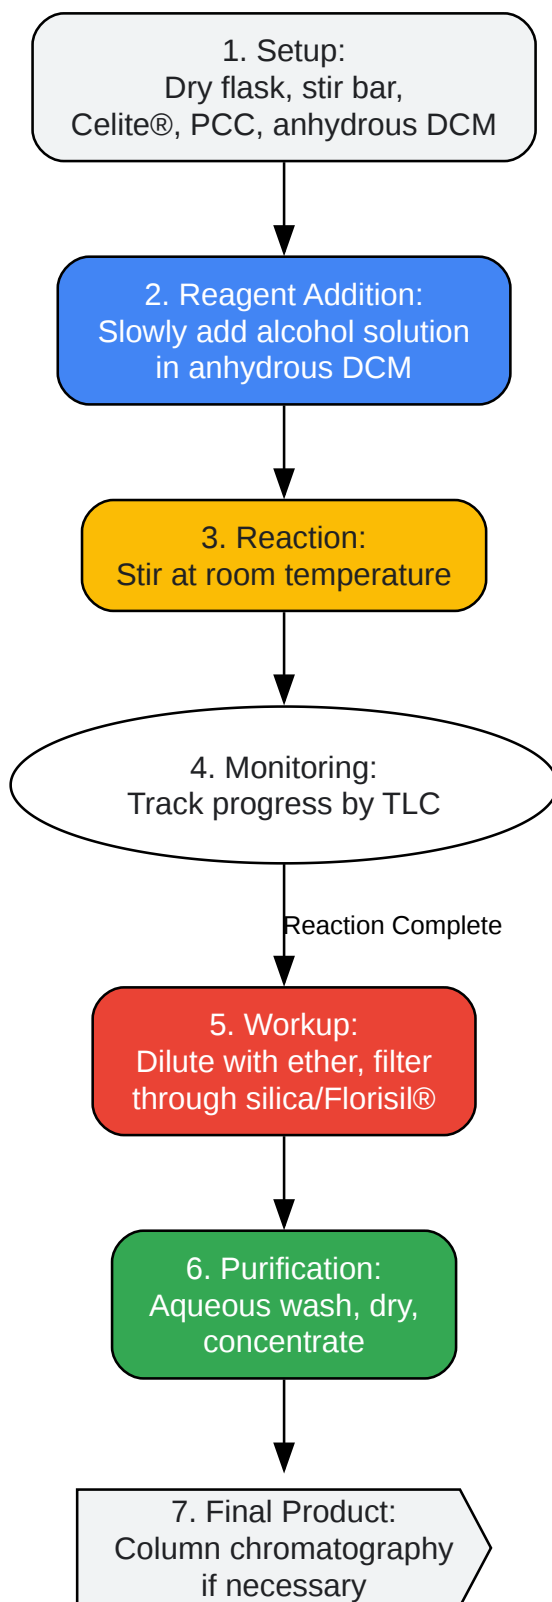 1. Setup:
Dry flask, stir bar,
Celite®, PCC, anhydrous DCM
2. Reagent Addition:
Slowly add alcohol solution
in anhydrous DCM
3. Reaction:
Stir at room temperature
4. Monitoring:
Track progress by TLC
Reaction Complete
5. Workup:
Dilute with ether, filter
through silica/Florisil®
6. Purification:
Aqueous wash, dry,
concentrate
7. Final Product:
Column chromatography
if necessary